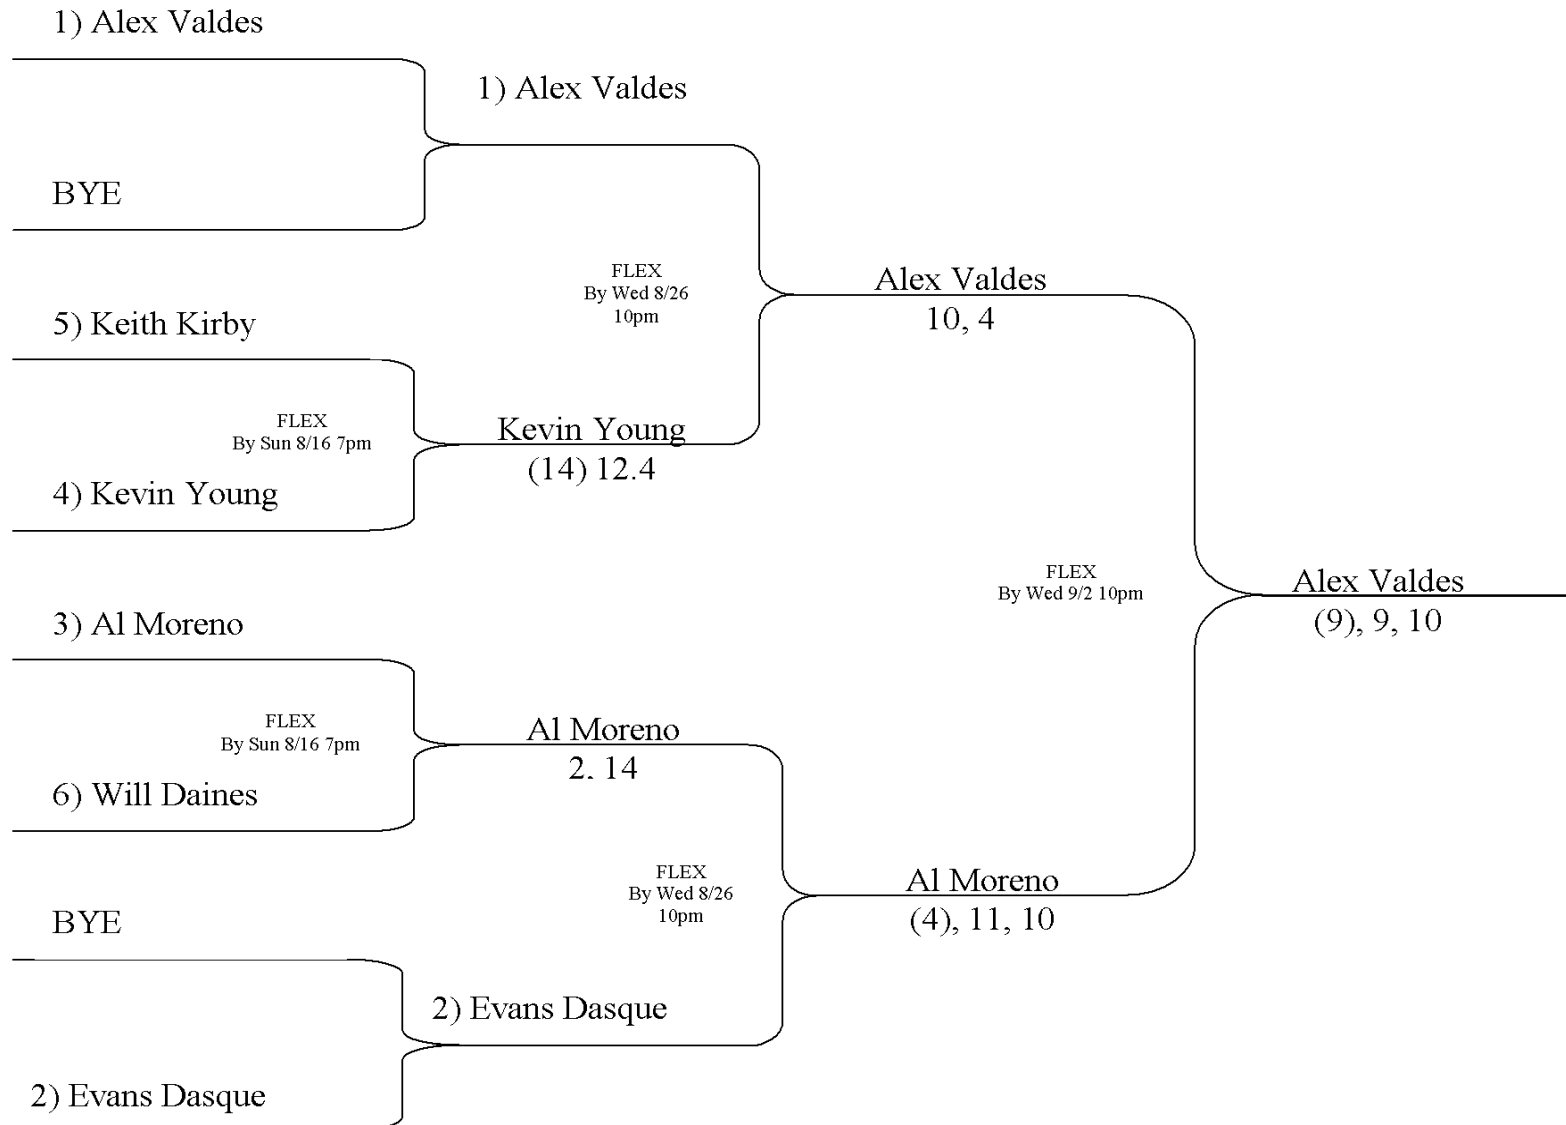 1) Alex Valdes
1) Alex Valdes
BYE
FLEX
By Wed 8/26
10pm
Alex Valdes
10, 4
5) Keith Kirby
FLEX
By Sun 8/16 7pm
Kevin Young
(14) 12.4
4) Kevin Young
FLEX
By Wed 9/2 10pm
Alex Valdes
(9), 9, 10
3) Al Moreno
FLEX
By Sun 8/16 7pm
Al Moreno
2, 14
6) Will Daines
FLEX
By Wed 8/26
10pm
Al Moreno
(4), 11, 10
BYE
2) Evans Dasque
2) Evans Dasque